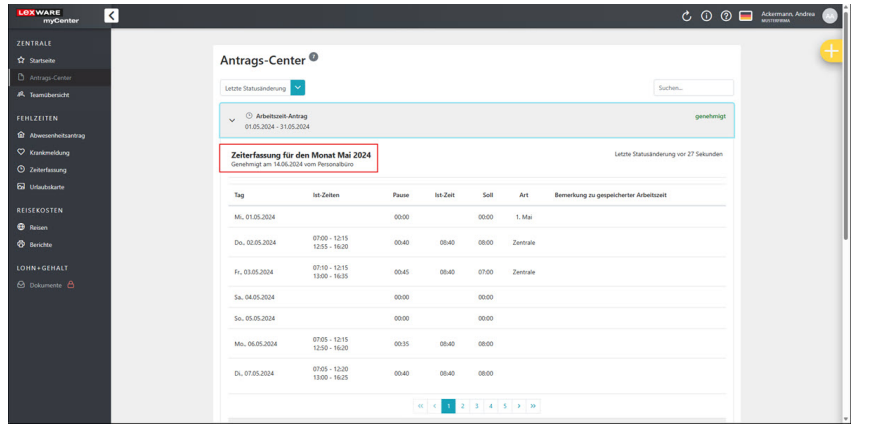 LEXWARE
myCenter
Ackermann, Andrea
MUSTERFIRMA
AA
ZENTRALE
Startseite
Antrags-Center
Teamübersicht
FEHLZEITEN
Abwesenheitsantrag
Krankmeldung
Zeiterfassung
Urlaubskarte
REISEKOSTEN
Reisen
Berichte
LOHN+GEHALT
Dokumente
Antrags-Center
Letzte Statusänderung
Suchen...
Arbeitszeit-Antrag
genehmigt
01.05.2024 - 31.05.2024
Zeiterfassung für den Monat Mai 2024
Letzte Statusänderung vor 27 Sekunden
Genehmigt am 14.06.2024 vom Personalbüro
Tag Ist-Zeiten Pause Ist-Zeit Soll Art Bemerkung zu gespeicherter Arbeitszeit
Mi., 01.05.2024 00:00 00:00 1. Mai
Do., 02.05.2024 07:00 - 12:15 00:40 08:40 08:00 Zentrale
12:55 - 16:20
Fr., 03.05.2024 07:10 - 12:15 00:45 08:40 07:00 Zentrale
13:00 - 16:35
Sa., 04.05.2024 00:00 00:00
So., 05.05.2024 00:00 00:00
Mo., 06.05.2024 07:05 - 12:15 00:35 08:40 08:00
12:50 - 16:20
Di., 07.05.2024 07:05 - 12:20 00:40 08:40 08:00
13:00 - 16:25
« ‹ 1 2 3 4 5 › »